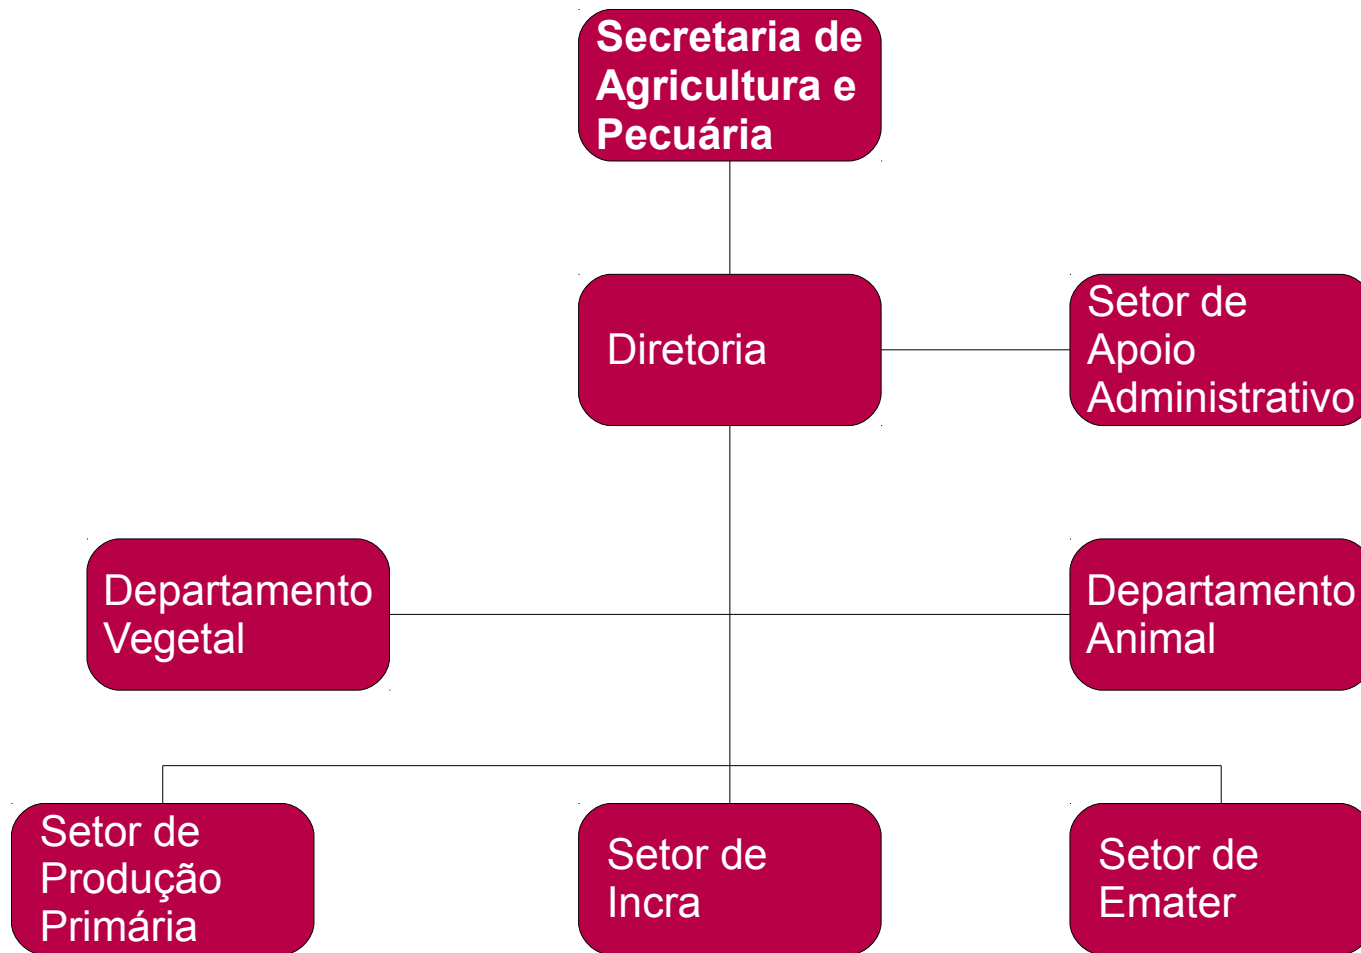 Secretaria de
Agricultura e
Pecuária
Diretoria
Setor de
Apoio
Administrativo
Departamento
Vegetal
Departamento
Animal
Setor de
Produção
Primária
Setor de
Incra
Setor de
Emater